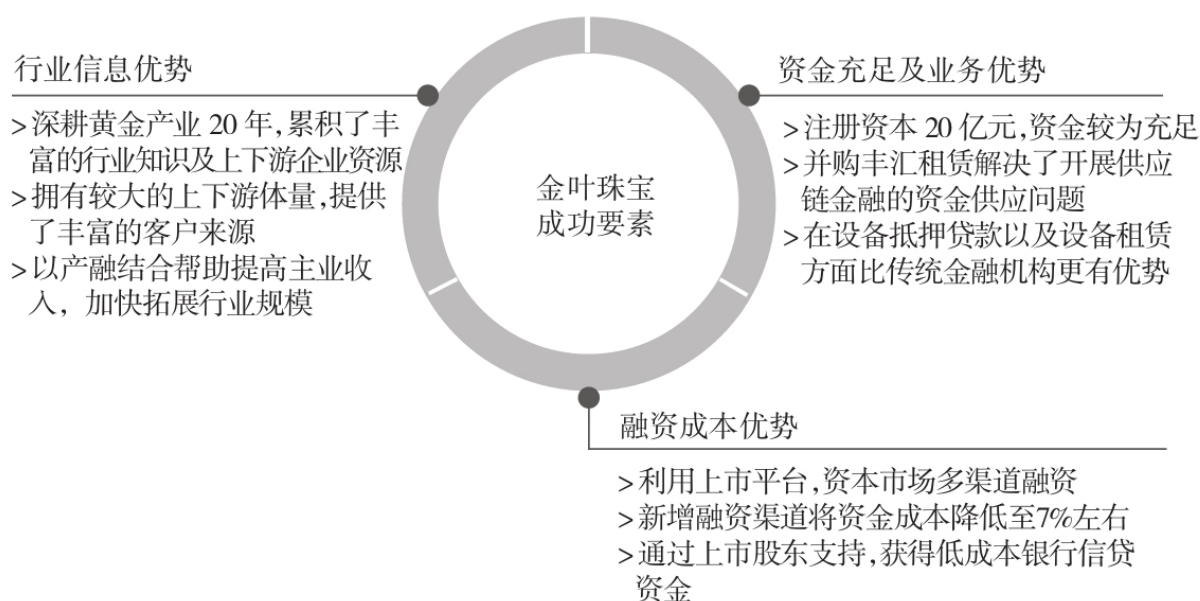 行业信息优势
>深耕黄金产业 20 年,累积了丰
富的行业知识及上下游企业资源
>拥有较大的上下游体量,提供
了丰富的客户来源
>以产融结合帮助提高主业收
入，加快拓展行业规模
金叶珠宝
成功要素
资金充足及业务优势
>注册资本 20 亿元,资金较为充足
>并购丰汇租赁解决了开展供应
链金融的资金供应问题
>在设备抵押贷款以及设备租赁
方面比传统金融机构更有优势
融资成本优势
>利用上市平台,资本市场多渠道融资
>新增融资渠道将资金成本降低至7%左右
>通过上市股东支持,获得低成本银行信贷
资金